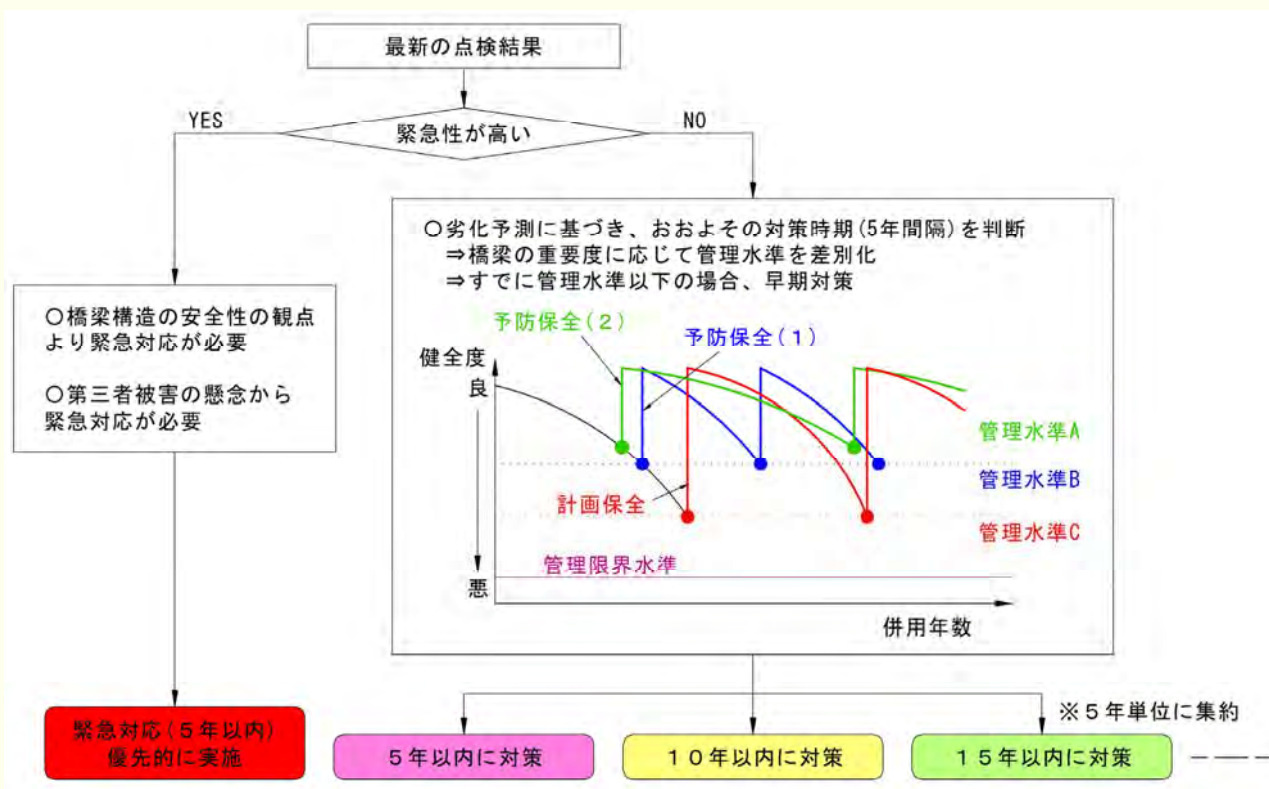 最新の点検結果
緊急性が高い
YES
NO
○橋梁構造の安全性の観点
より緊急対応が必要
○第三者被害の懸念から
緊急対応が必要
○劣化予測に基づき、おおよその対策時期(5年間隔)を判断
⇒橋梁の重要度に応じて管理水準を差別化
⇒すでに管理水準以下の場合、早期対策
予防保全(2)
予防保全(1)
健全度
良
管理水準A
管理水準B
計画保全
管理水準C
管理限界水準
悪
併用年数
※5年単位に集約
緊急対応(5年以内)
優先的に実施
5年以内に対策
10年以内に対策
15年以内に対策